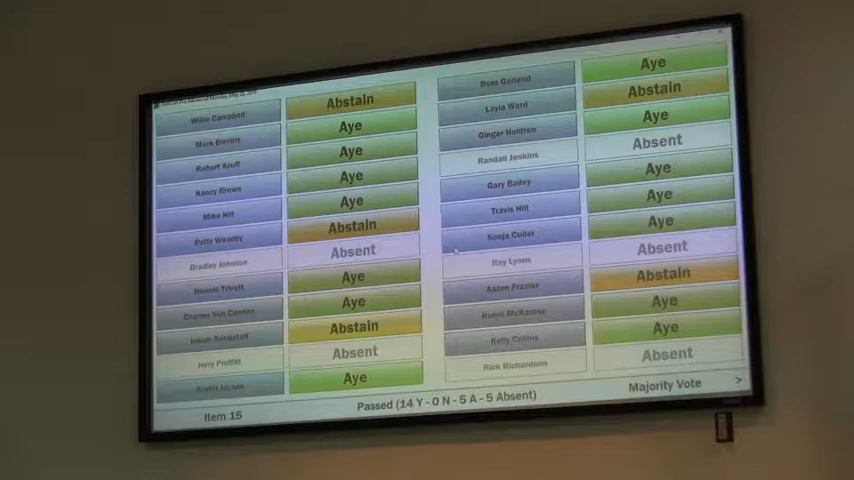 Willie Campbell Abstain
Mark Blevins Aye
Robert Acuff Aye
Nancy Brown Aye
Mike Hill Aye
Patty Woodby Abstain
Bradley Johnson Absent
Ronnie Trivett Aye
Charles Von Cannon Aye
Isaiah Grindstaff Abstain
Jerry Proffitt Absent
Austin Jaynes Aye
Ross Garland Aye
Layla Ward Abstain
Ginger Holdren Aye
Randall Jenkins Absent
Gary Bailey Aye
Travis Hill Aye
Sonja Culler Aye
Ray Lyons Absent
Aaron Frazier Abstain
Robin McKamey Aye
Kelly Collins Aye
Rick Richardson Absent
Item 15 Passed (14 Y - 0 N - 5 A - 5 Absent) Majority Vote >